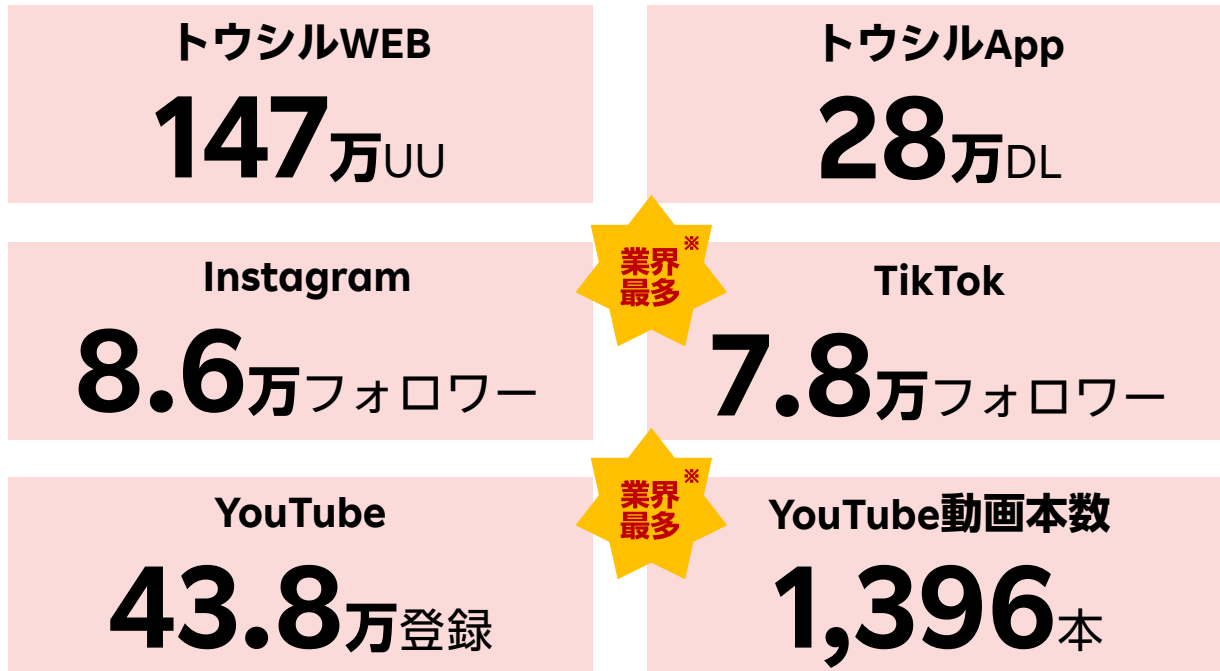 トウシルWEB
147万UU
トウシルApp
28万DL
Instagram
8.6万フォロワー
業界※
最多
TikTok
7.8万フォロワー
YouTube
43.8万登録
業界※
最多
YouTube動画本数
1,396本